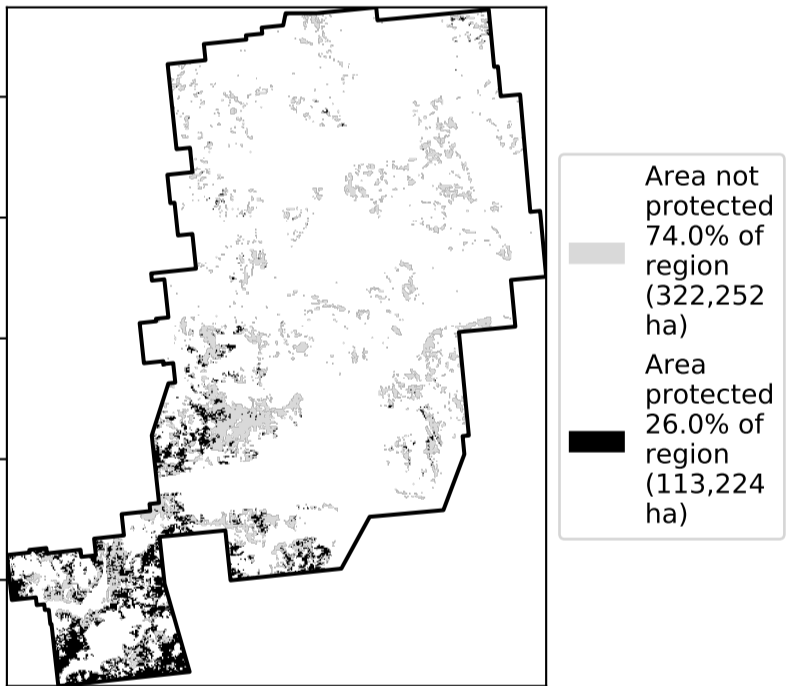 Area not
protected
74.0% of
region
(322,252
ha)
Area
protected
26.0% of
region
(113,224
ha)